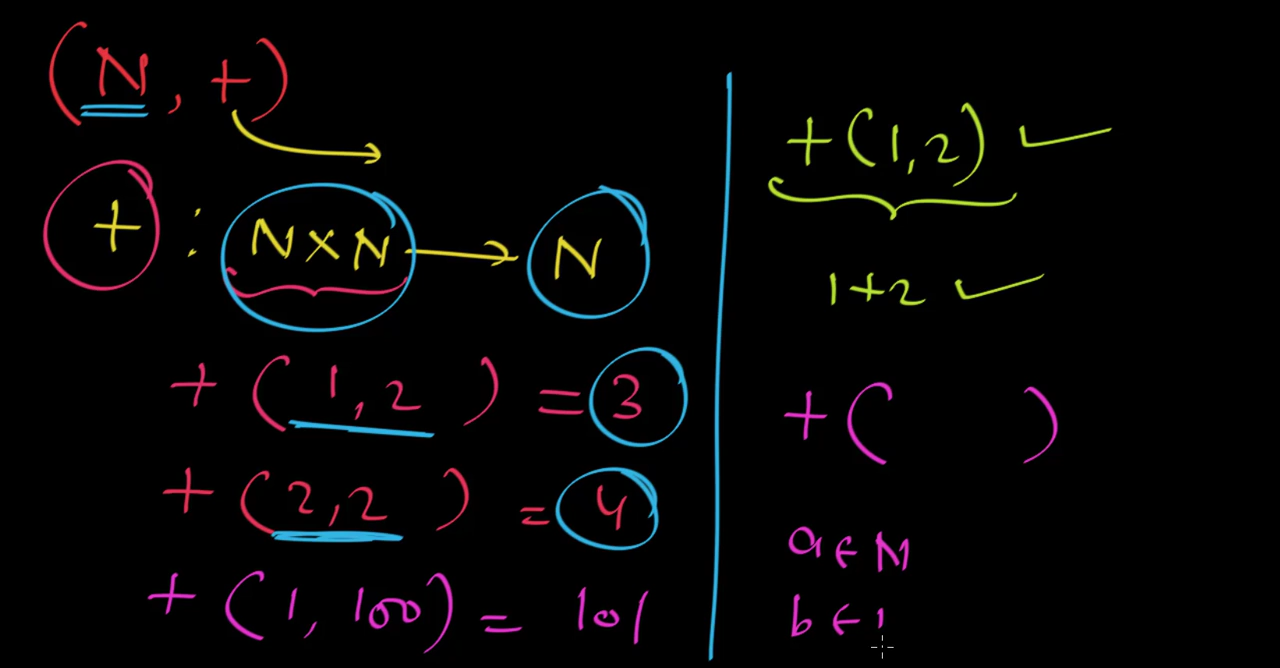 (N, +)
+ : N×N → N
+ (1, 2) = 3
+ (2, 2) = 4
+ (1, 100) = 101
+ (1, 2) ✓
1+2 ✓
+ ( )
a ∈ N
b ∈